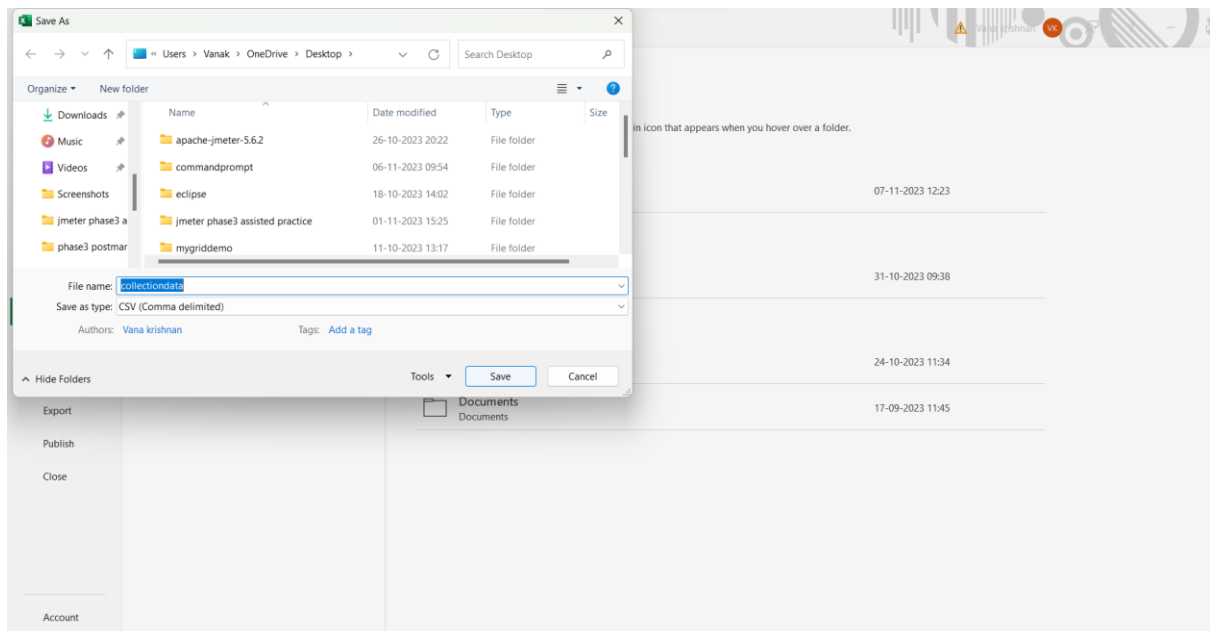 Save As
Vana krishnan VK
« Users > Vanak > OneDrive > Desktop >
Search Desktop
Organize New folder
Name Date modified Type Size
Downloads
Music
Videos
Screenshots
jmeter phase3 a
phase3 postmar
apache-jmeter-5.6.2 26-10-2023 20:22 File folder
commandprompt 06-11-2023 09:54 File folder
eclipse 18-10-2023 14:02 File folder
jmeter phase3 assisted practice 01-11-2023 15:25 File folder
mygriddemo 11-10-2023 13:17 File folder
File name: collectiondata
Save as type: CSV (Comma delimited)
Authors: Vana krishnan Tags: Add a tag
Hide Folders
Tools Save Cancel
in icon that appears when you hover over a folder.
07-11-2023 12:23
31-10-2023 09:38
24-10-2023 11:34
Documents
Documents
17-09-2023 11:45
Export
Publish
Close
Account